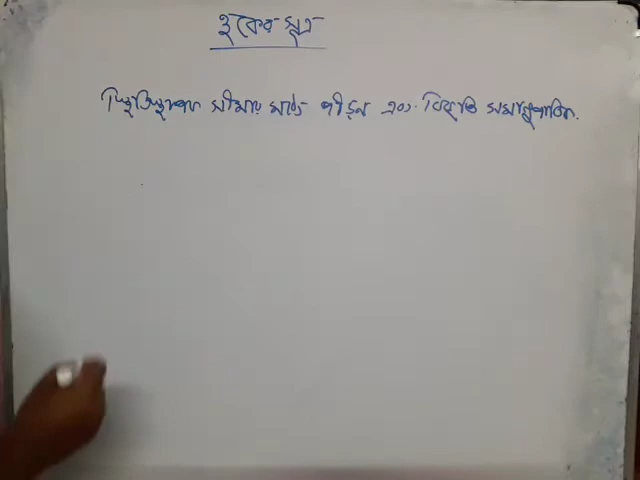 হুকের সূত্র
স্থিতিস্থাপক সীমার মধ্যে পীড়ন এবং বিকৃতি সমানুপাতিক.